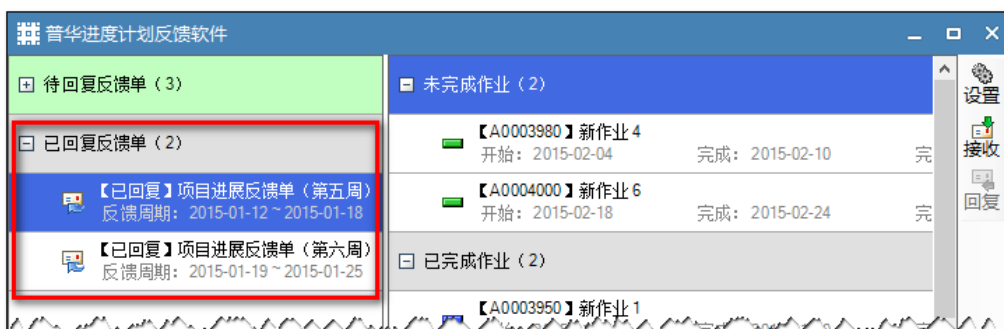 普华进度计划反馈软件
待回复反馈单（3）
已回复反馈单（2）
【已回复】项目进展反馈单（第五周）
反馈周期：2015-01-12~2015-01-18
【已回复】项目进展反馈单（第六周）
反馈周期：2015-01-19~2015-01-25
未完成作业（2）
【A0003980】新作业4
开始：2015-02-04 完成：2015-02-10 完
【A0004000】新作业6
开始：2015-02-18 完成：2015-02-24 完
已完成作业（2）
【A0003950】新作业1
设置
接收
回复